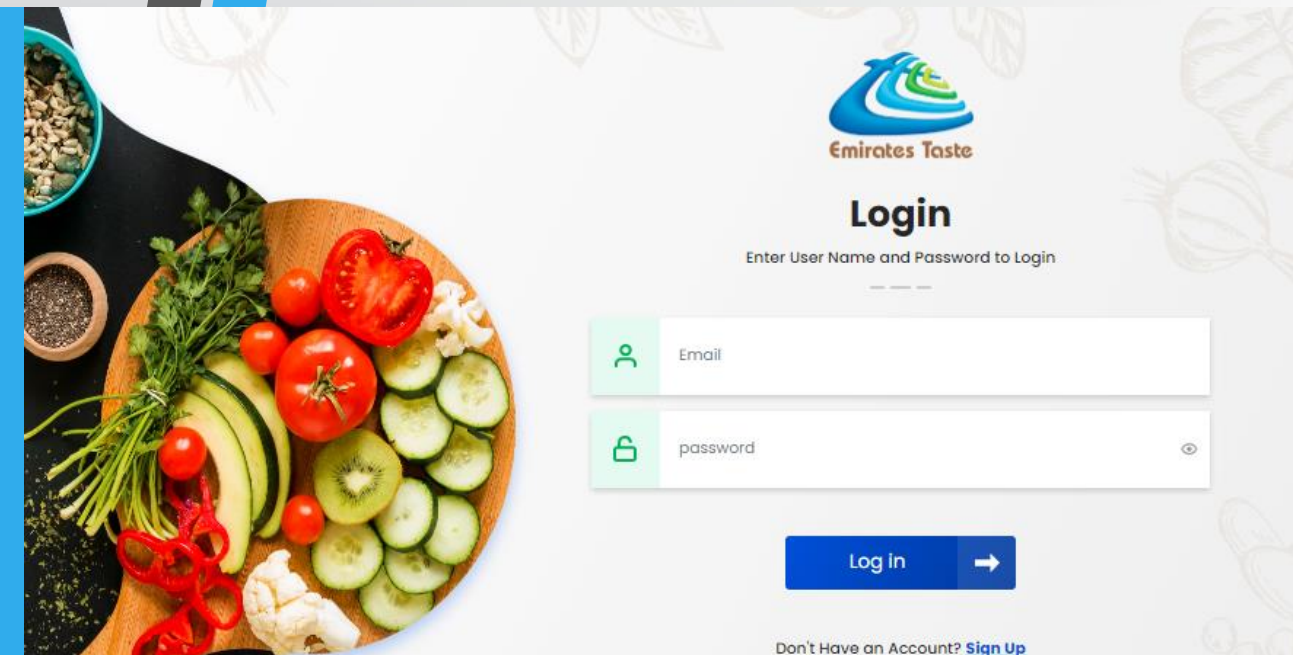 Emirates Taste
Login
Enter User Name and Password to Login
Email
password
Log in
Don't Have an Account? Sign Up